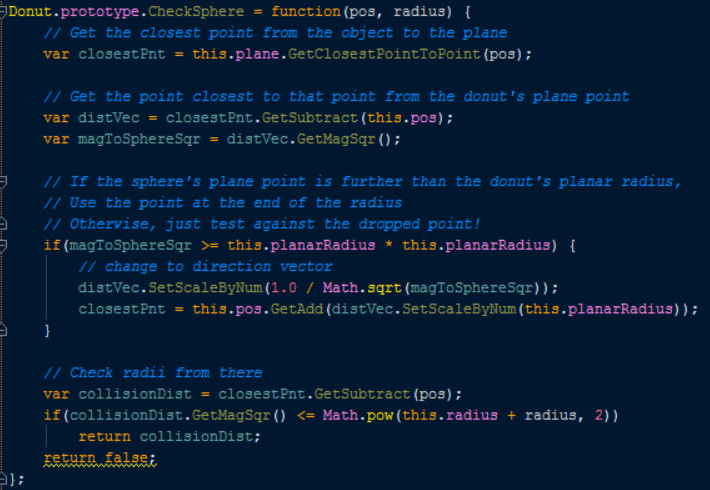 Donut.prototype.CheckSphere = function(pos, radius) {
// Get the closest point from the object to the plane
var closestPnt = this.plane.GetClosestPointToPoint(pos);
// Get the point closest to that point from the donut's plane point
var distVec = closestPnt.GetSubtract(this.pos);
var magToSphereSqr = distVec.GetMagSqr();
// If the sphere's plane point is further than the donut's planar radius,
// Use the point at the end of the radius
// Otherwise, just test against the dropped point!
if(magToSphereSqr >= this.planarRadius * this.planarRadius) {
// change to direction vector
distVec.SetScaleByNum(1.0 / Math.sqrt(magToSphereSqr));
closestPnt = this.pos.GetAdd(distVec.SetScaleByNum(this.planarRadius));
}
// Check radii from there
var collisionDist = closestPnt.GetSubtract(pos);
if(collisionDist.GetMagSqr() <= Math.pow(this.radius + radius, 2))
return collisionDist;
return false;
};